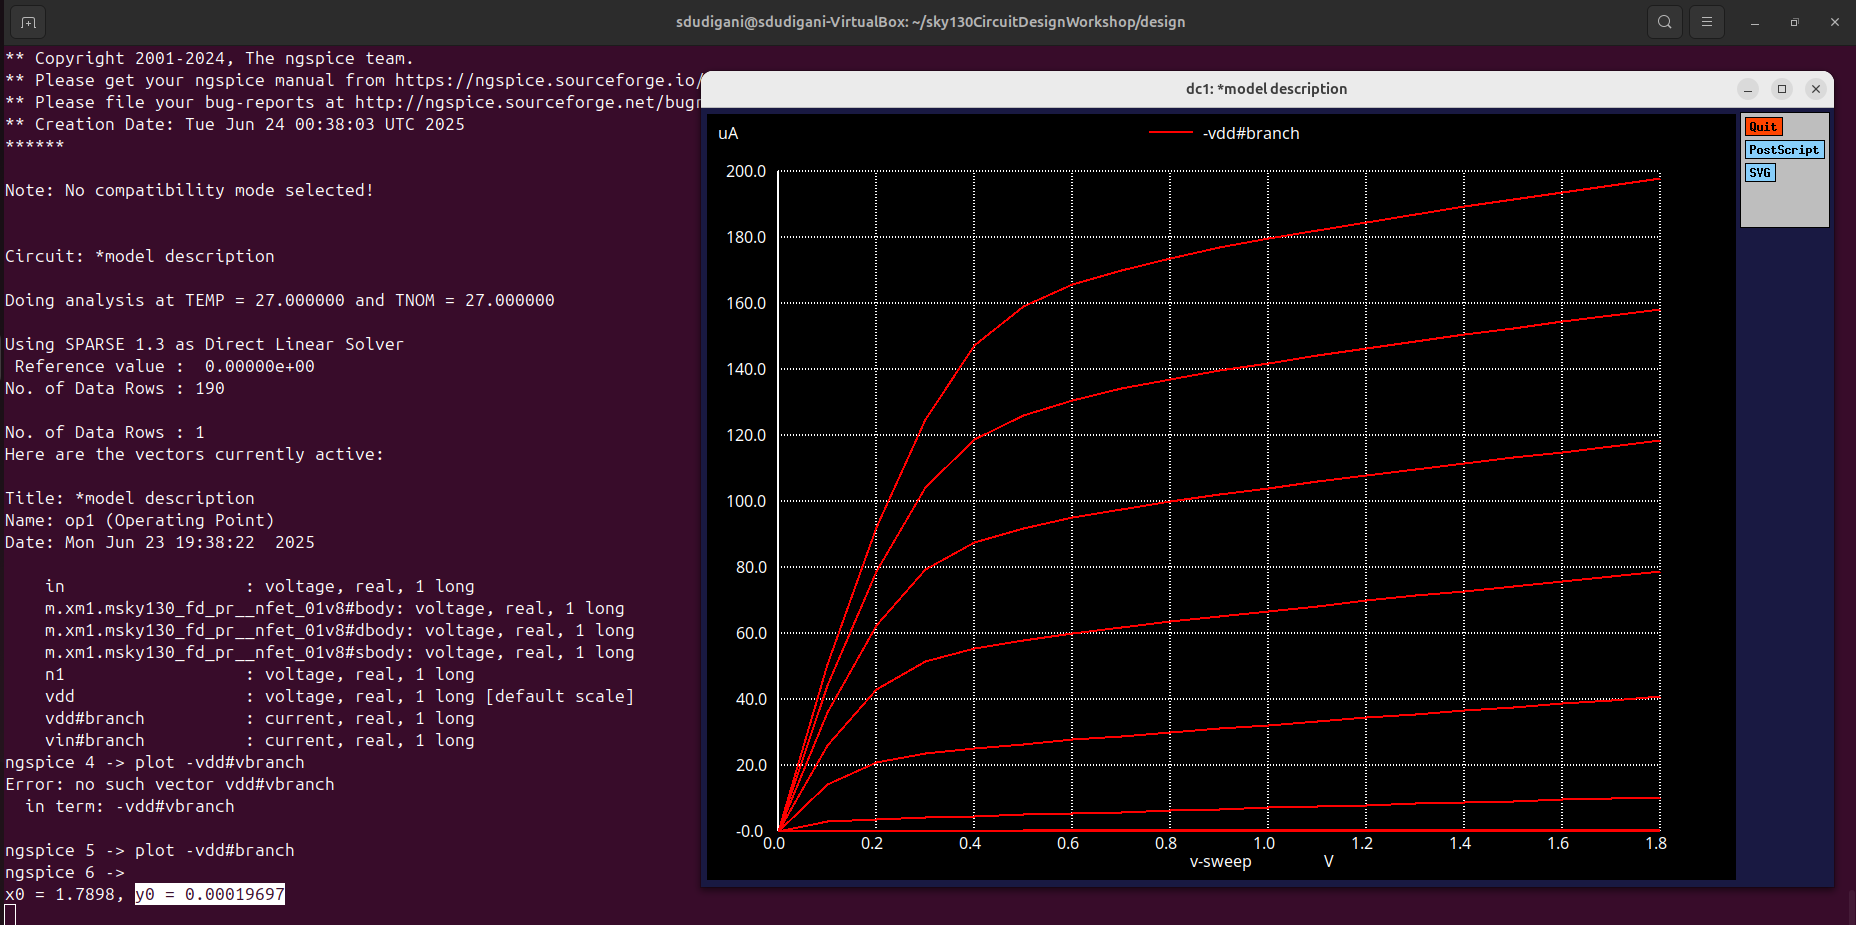 sdudigani@sdudigani-VirtualBox: ~/sky130CircuitDesignWorkshop/design
** Copyright 2001-2024, The ngspice team.
** Please get your ngspice manual from https://ngspice.sourceforge.io/
** Please file your bug-reports at http://ngspice.sourceforge.net/bugr
** Creation Date: Tue Jun 24 00:38:03 UTC 2025
******
Note: No compatibility mode selected!
Circuit: *model description
Doing analysis at TEMP = 27.000000 and TNOM = 27.000000
Using SPARSE 1.3 as Direct Linear Solver
Reference value :  0.00000e+00
No. of Data Rows : 190
No. of Data Rows : 1
Here are the vectors currently active:
Title: *model description
Name: op1 (Operating Point)
Date: Mon Jun 23 19:38:22  2025
in : voltage, real, 1 long
m.xm1.msky130_fd_pr__nfet_01v8#body: voltage, real, 1 long
m.xm1.msky130_fd_pr__nfet_01v8#dbody: voltage, real, 1 long
m.xm1.msky130_fd_pr__nfet_01v8#sbody: voltage, real, 1 long
n1 : voltage, real, 1 long
vdd : voltage, real, 1 long [default scale]
vdd#branch : current, real, 1 long
vin#branch : current, real, 1 long
ngspice 4 -> plot -vdd#vbranch
Error: no such vector vdd#vbranch
in term: -vdd#vbranch
ngspice 5 -> plot -vdd#branch
ngspice 6 ->
x0 = 1.7898, y0 = 0.00019697
dc1: *model description
uA
-vdd#branch
Quit
PostScript
SVG
200.0
180.0
160.0
140.0
120.0
100.0
80.0
60.0
40.0
20.0
-0.0
0.0 0.2 0.4 0.6 0.8 1.0 1.2 1.4 1.6 1.8
v-sweep V